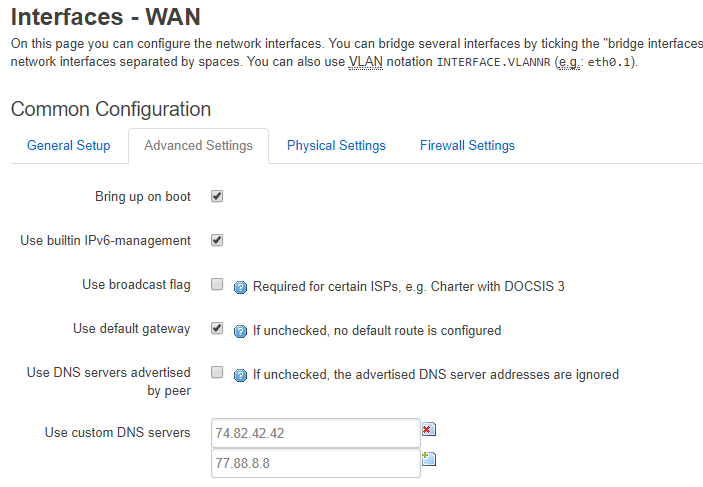 Interfaces - WAN
On this page you can configure the network interfaces. You can bridge several interfaces by ticking the "bridge interfaces
network interfaces separated by spaces. You can also use VLAN notation INTERFACE.VLANNR (e.g.: eth0.1).
Common Configuration
General Setup Advanced Settings Physical Settings Firewall Settings
Bring up on boot
Use builtin IPv6-management
Use broadcast flag Required for certain ISPs, e.g. Charter with DOCSIS 3
Use default gateway If unchecked, no default route is configured
Use DNS servers advertised
by peer If unchecked, the advertised DNS server addresses are ignored
Use custom DNS servers 74.82.42.42
77.88.8.8